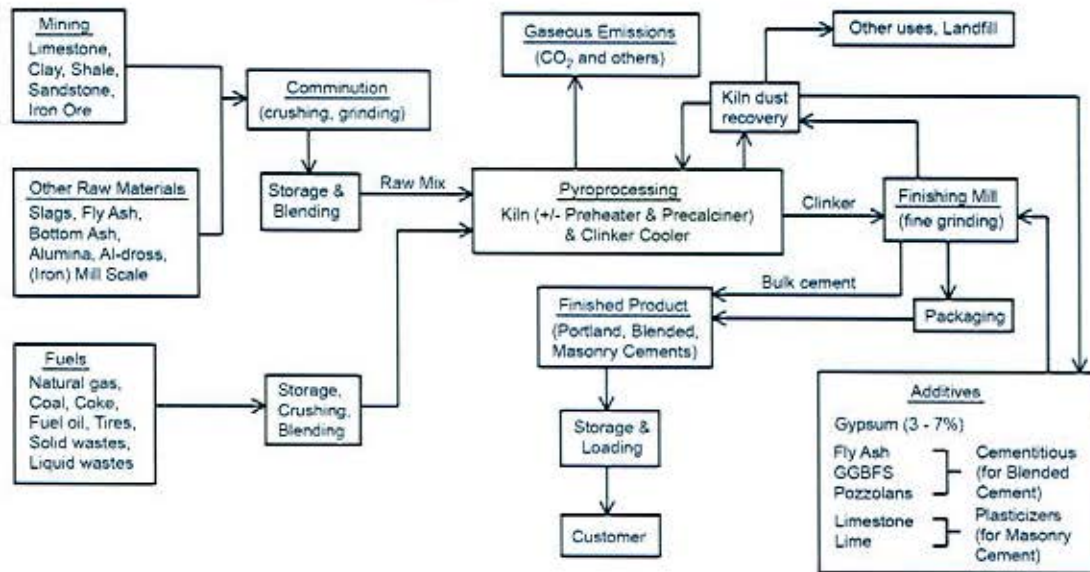 Mining
Limestone,
Clay, Shale,
Sandstone,
Iron Ore
Other Raw Materials
Slags, Fly Ash,
Bottom Ash,
Alumina, Al-dross,
(Iron) Mill Scale
Fuels
Natural gas,
Coal, Coke,
Fuel oil, Tires,
Solid wastes,
Liquid wastes
Comminution
(crushing, grinding)
Storage &
Blending
Raw Mix
Storage,
Crushing,
Blending
Gaseous Emissions
(CO₂ and others)
Pyroprocessing
Kiln (+/- Preheater & Precalciner)
& Clinker Cooler
Kiln dust
recovery
Other uses, Landfill
Clinker
Finishing Mill
(fine grinding)
Bulk cement
Packaging
Finished Product
(Portland, Blended,
Masonry Cements)
Storage &
Loading
Customer
Additives
Gypsum (3 - 7%)
Fly Ash
GGBFS
Pozzolans
Cementitious
(for Blended
Cement)
Limestone
Lime
Plasticizers
(for Masonry
Cement)